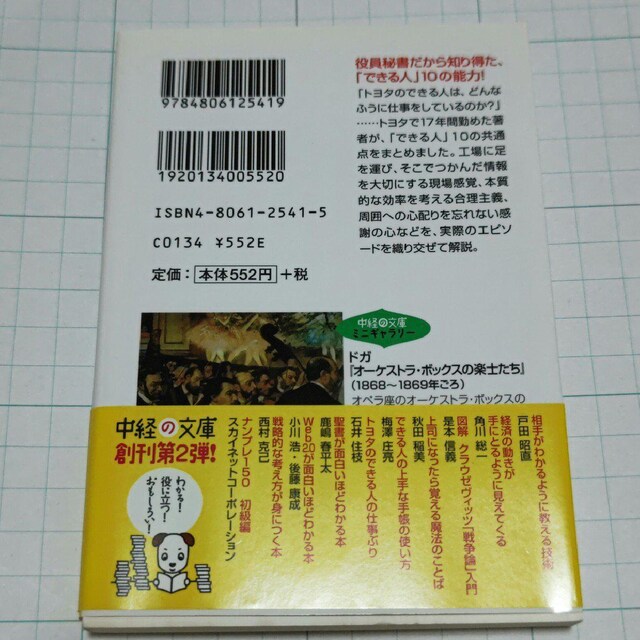 9784806125419
1920134005520
ISBN4-8061-2541-5
C0134 ¥552E
定価：本体552円+税
役員秘書だから知り得た、
「できる人」10の能力！
「トヨタのできる人は、どんな
ふうに仕事をしているのか?」
……トヨタで17年間勤めた著
者が、「できる人」10の共通
点をまとめました。工場に足
を運び、そこでつかんだ情報
を大切にする現場感覚、本質
的な効率を考える合理主義、
周囲への心配りを忘れない感
謝の心などを、実際のエピソ
ードを織り交ぜて解説。
中経の文庫
ミニギャラリー
ドガ
『オーケストラ・ボックスの楽士たち』
(1868〜1869年ごろ)
オペラ座のオーケストラ・ボックスの
中経の文庫
創刊第2弾！
わかる！
役に立つ！
おもしろい！
相手がわかるように教える技術
戸田 昭直
経済の動きが
手にとるように見えてくる
角川 総一
図解 クラウゼヴィッツ「戦争論」入門
是本 信義
上司になったら覚える魔法のことば
秋田 稲美
できる人の上手な手帳の使い方
梅澤 庄亮
トヨタのできる人の仕事ぶり
石井 住枝
聖書が面白いほどわかる本
鹿嶋 春平太
Web2.0が面白いほどわかる本
小川 浩・後藤 康成
戦略的な考え方が身につく本
西村 克己
ナンプレー50 初級編
スカイネットコーポレーション